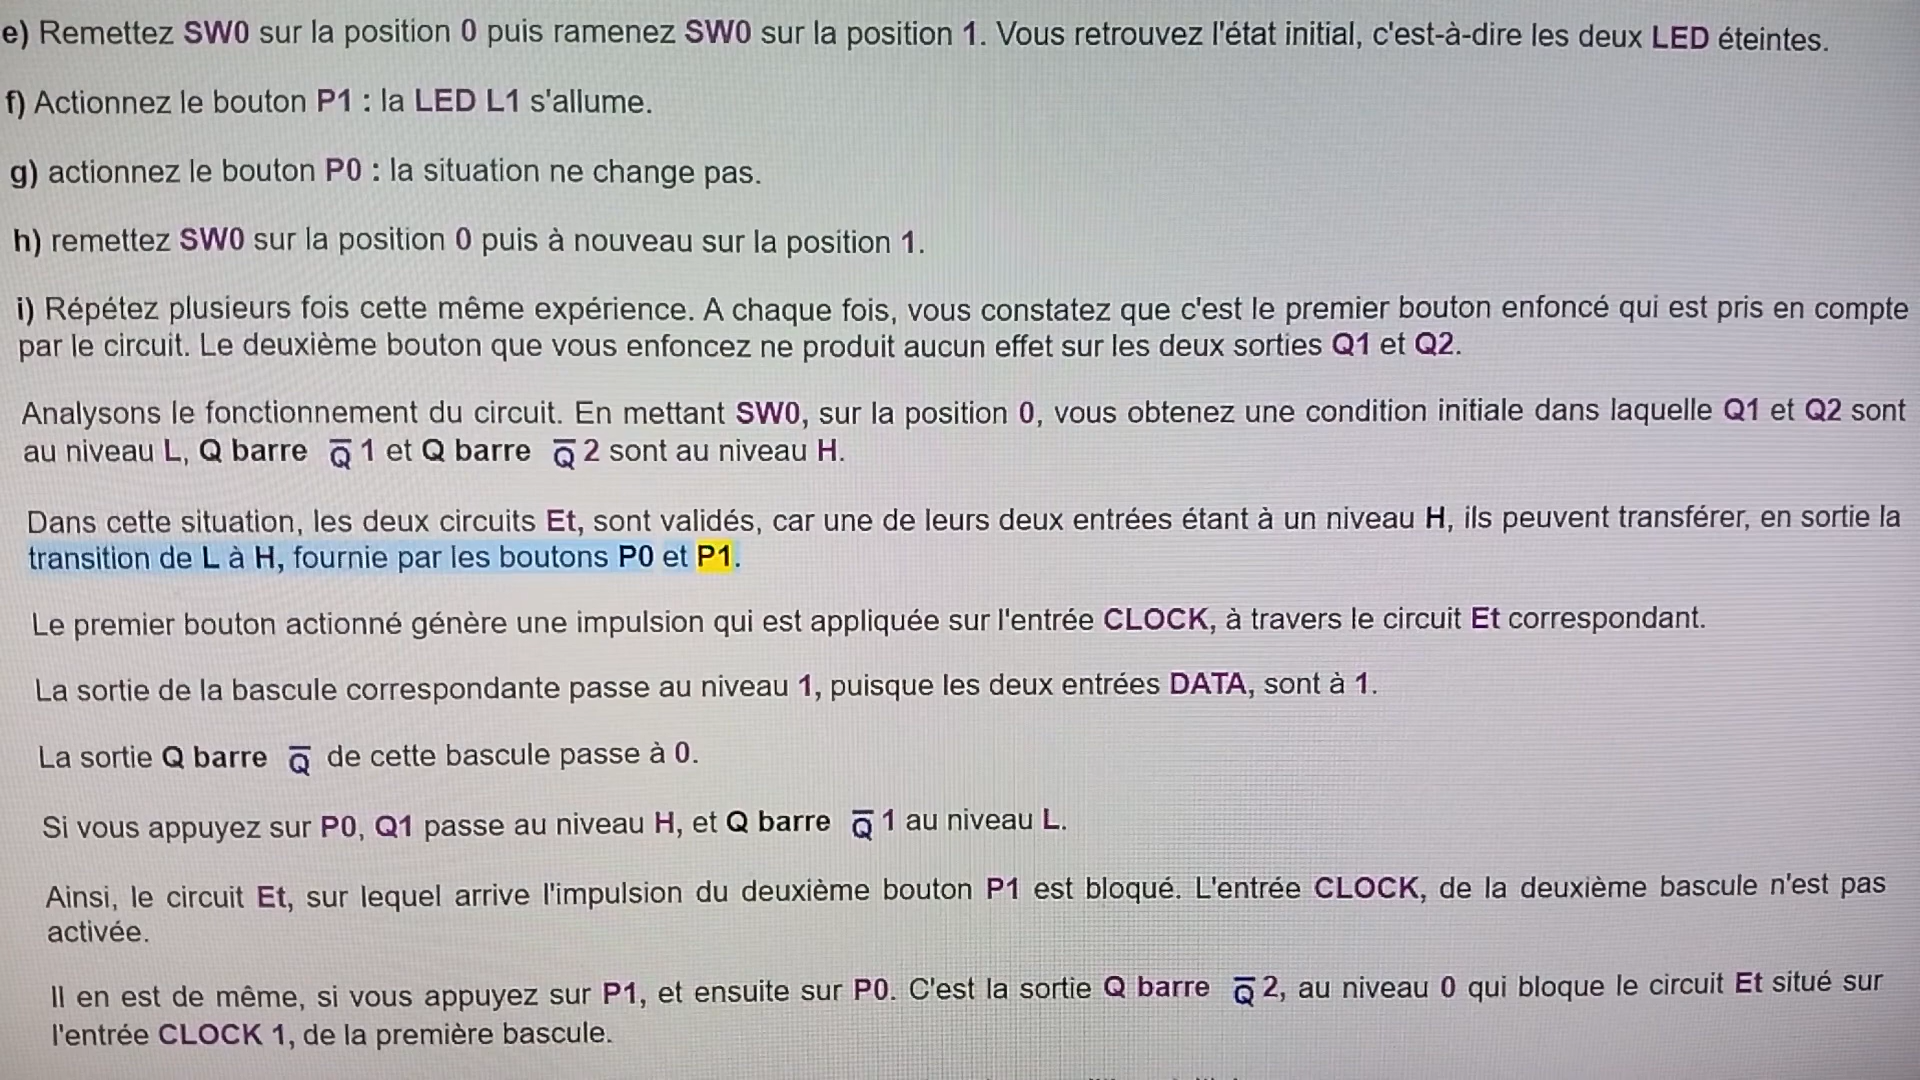 e) Remettez SW0 sur la position 0 puis ramenez SW0 sur la position 1. Vous retrouvez l'état initial, c'est-à-dire les deux LED éteintes.
f) Actionnez le bouton P1 : la LED L1 s'allume.
g) actionnez le bouton P0 : la situation ne change pas.
h) remettez SW0 sur la position 0 puis à nouveau sur la position 1.
i) Répétez plusieurs fois cette même expérience. A chaque fois, vous constatez que c'est le premier bouton enfoncé qui est pris en compte
par le circuit. Le deuxième bouton que vous enfoncez ne produit aucun effet sur les deux sorties Q1 et Q2.
Analysons le fonctionnement du circuit. En mettant SW0, sur la position 0, vous obtenez une condition initiale dans laquelle Q1 et Q2 sont
au niveau L, Q barre Q̅ 1 et Q barre Q̅ 2 sont au niveau H.
Dans cette situation, les deux circuits Et, sont validés, car une de leurs deux entrées étant à un niveau H, ils peuvent transférer, en sortie la
transition de L à H, fournie par les boutons P0 et P1.
Le premier bouton actionné génère une impulsion qui est appliquée sur l'entrée CLOCK, à travers le circuit Et correspondant.
La sortie de la bascule correspondante passe au niveau 1, puisque les deux entrées DATA, sont à 1.
La sortie Q barre Q̅ de cette bascule passe à 0.
Si vous appuyez sur P0, Q1 passe au niveau H, et Q barre Q̅ 1 au niveau L.
Ainsi, le circuit Et, sur lequel arrive l'impulsion du deuxième bouton P1 est bloqué. L'entrée CLOCK, de la deuxième bascule n'est pas
activée.
Il en est de même, si vous appuyez sur P1, et ensuite sur P0. C'est la sortie Q barre Q̅ 2, au niveau 0 qui bloque le circuit Et situé sur
l'entrée CLOCK 1, de la première bascule.